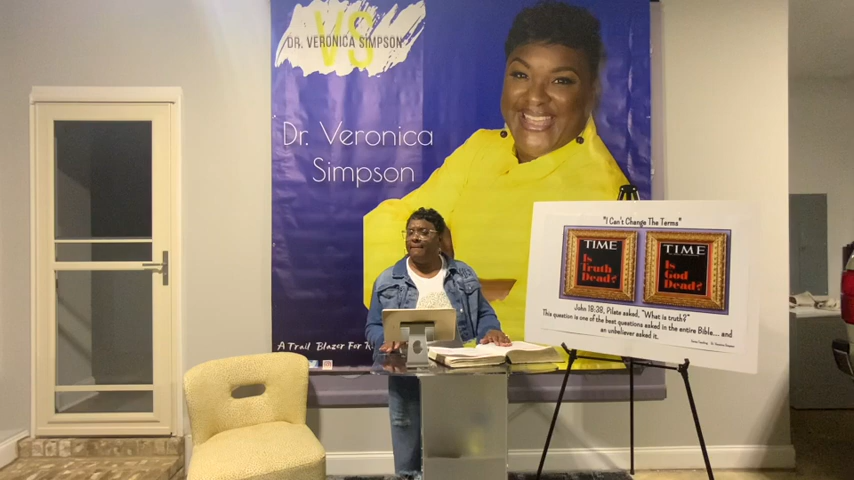 VS
DR. VERONICA SIMPSON
Dr. Veronica
Simpson
A Trail Blazer For
"I Can't Change The Terms"
TIME
Is
Truth
Dead?
TIME
Is
God
Dead?
John 18:38, Pilate asked, "What is truth?"
This question is one of the best questions asked in the entire Bible.... and
an unbeliever asked it.